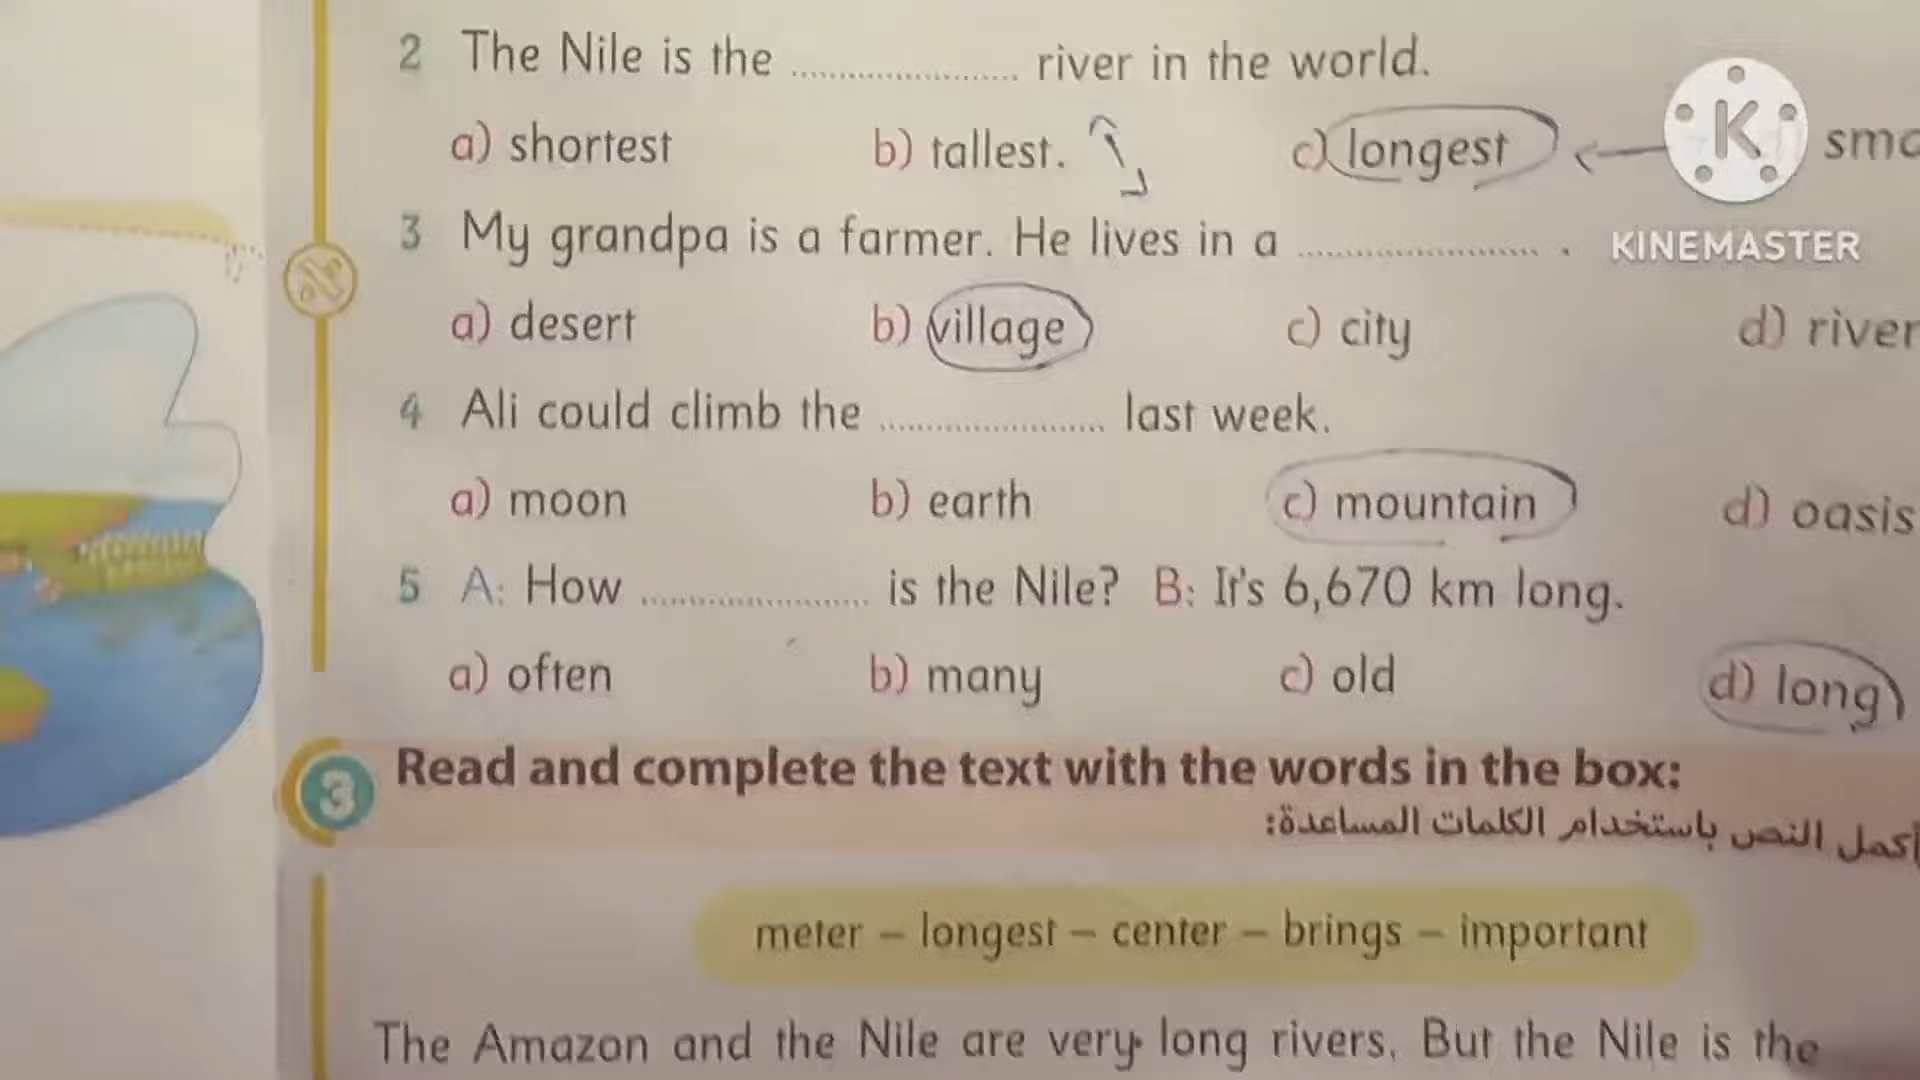 2 The Nile is the ........................ river in the world.
a) shortest b) tallest. c) longest sma
3 My grandpa is a farmer. He lives in a ........................ .
KINEMASTER
a) desert b) village c) city d) river
4 Ali could climb the ........................ last week.
a) moon b) earth c) mountain d) oasis
5 A: How ........................ is the Nile? B: It's 6,670 km long.
a) often b) many c) old d) long
3 Read and complete the text with the words in the box:
أكمل النص باستخدام الكلمات المساعدة:
meter – longest – center – brings – important
The Amazon and the Nile are very long rivers. But the Nile is the